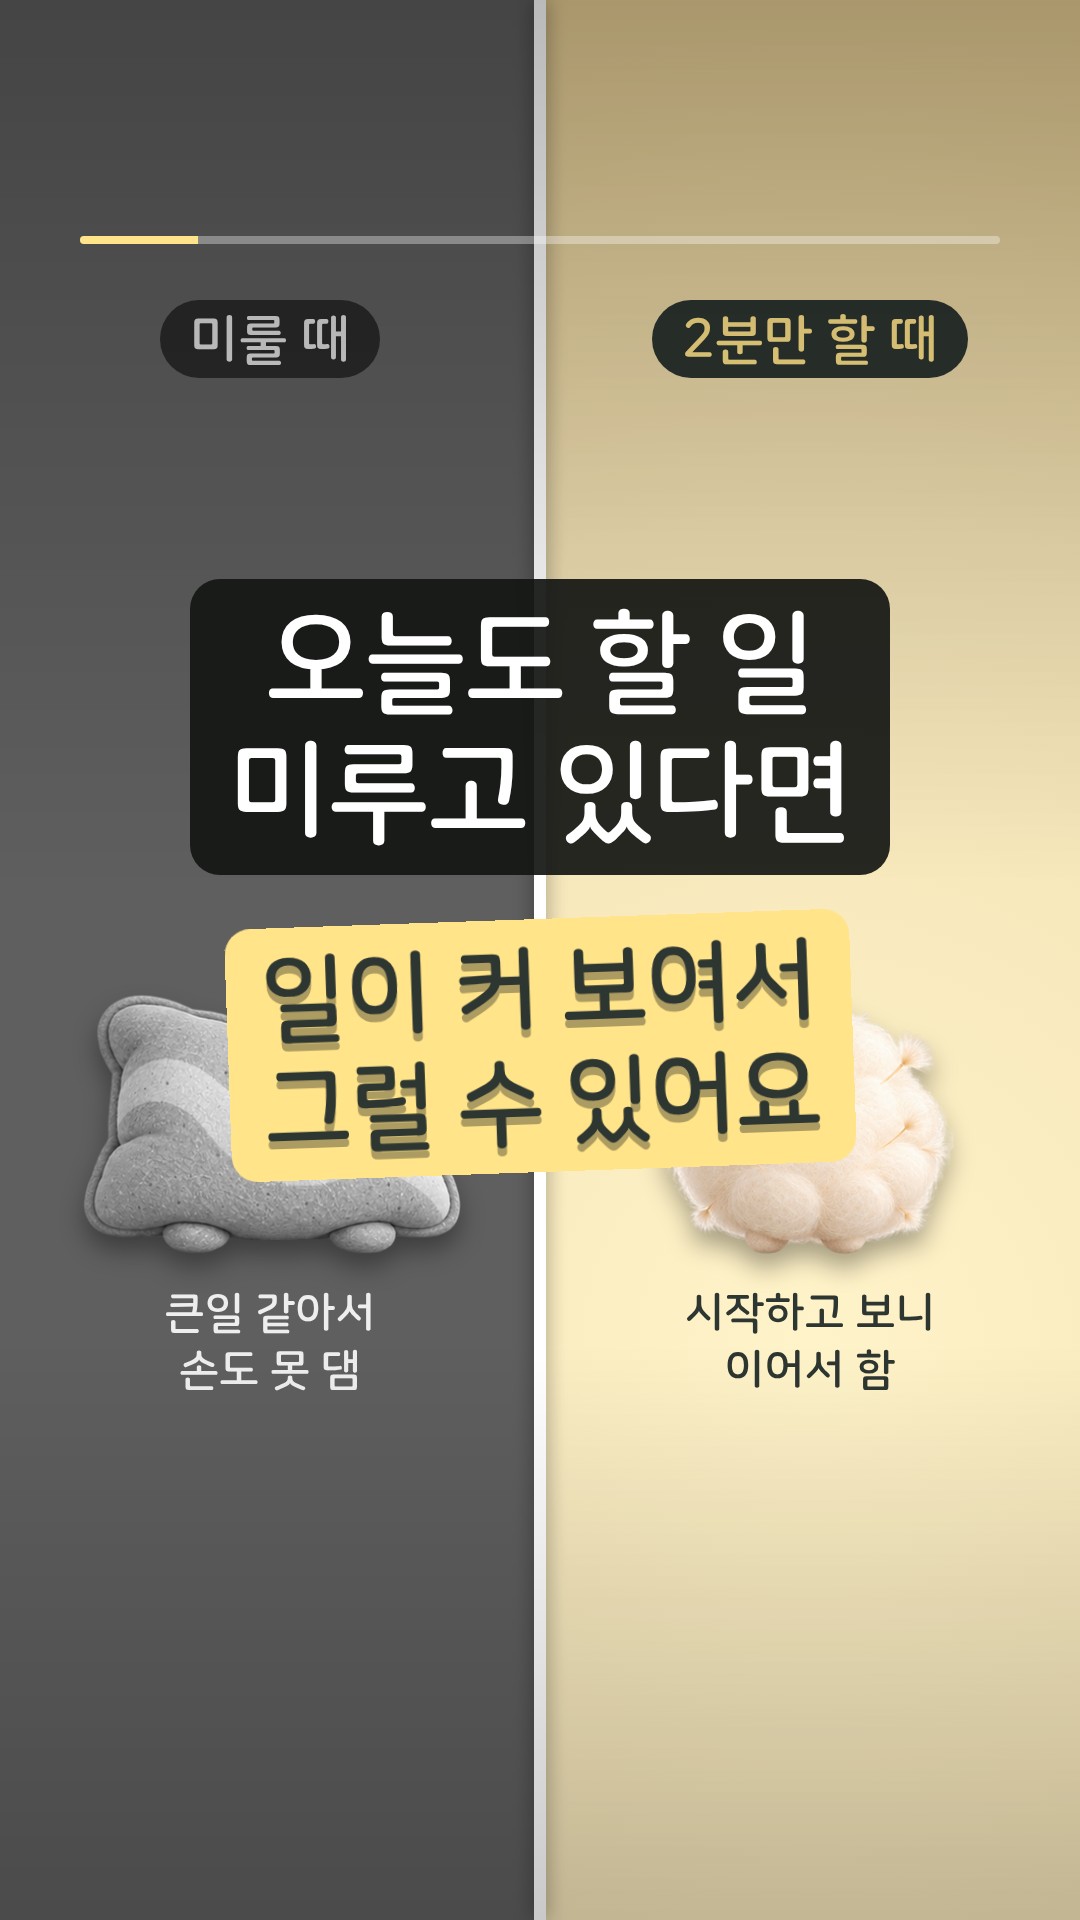 미룰 때
2분만 할 때
오늘도 할 일
미루고 있다면
일이 커 보여서
그럴 수 있어요
큰일 같아서
손도 못 댐
시작하고 보니
이어서 함